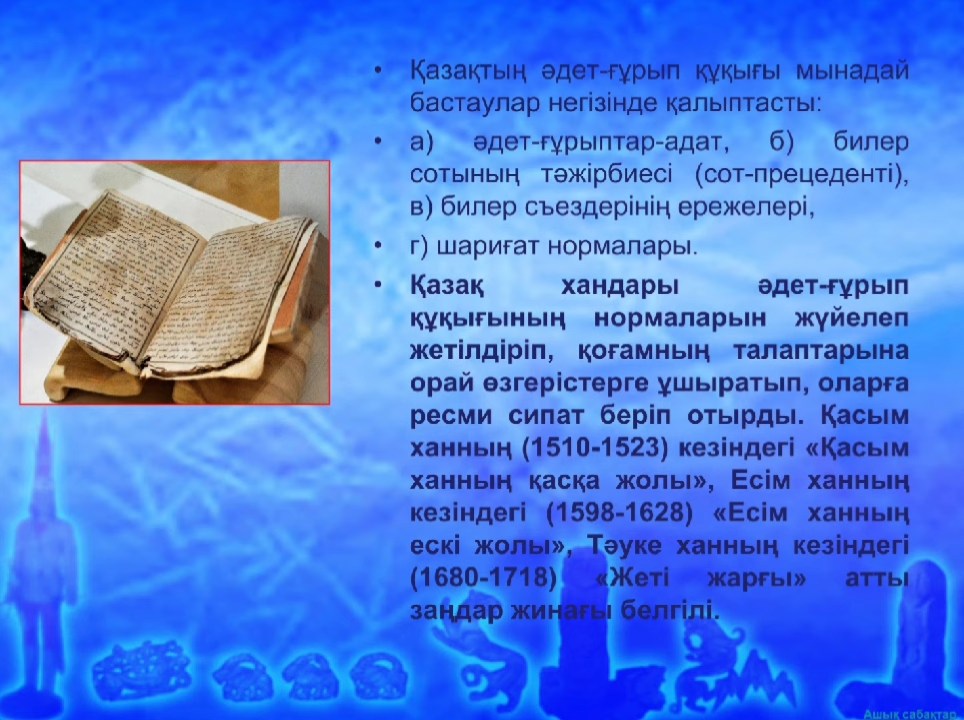 • Қазақтың әдет-ғұрып құқығы мынадай
бастаулар негізінде қалыптасты:
• а) әдет-ғұрыптар-адат, б) билер
сотының тәжірбиесі (сот-прецеденті),
в) билер съездерінің ережелері,
• г) шариғат нормалары.
• Қазақ хандары әдет-ғұрып
құқығының нормаларын жүйелеп
жетілдіріп, қоғамның талаптарына
орай өзгерістерге ұшыратып, оларға
ресми сипат беріп отырды. Қасым
ханның (1510-1523) кезіндегі «Қасым
ханның қасқа жолы», Есім ханның
кезіндегі (1598-1628) «Есім ханның
ескі жолы», Тәуке ханның кезіндегі
(1680-1718) «Жеті жарғы» атты
заңдар жинағы белгілі.
Ашық сабақтар